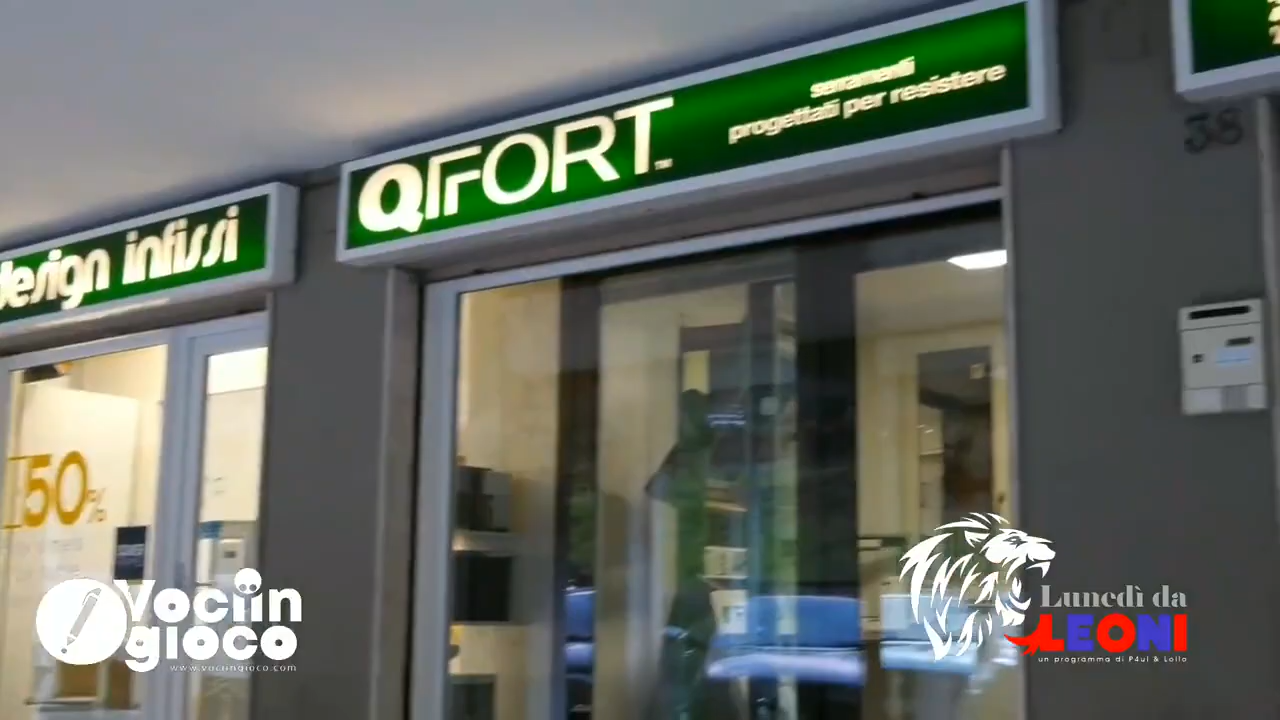 QFORT™
serramenti
progettati per resistere
design infissi
38
50%
Vociin
gioco
www.vociingioco.com
Lunedì da
LEONI
un programma di P4ul & Lollo